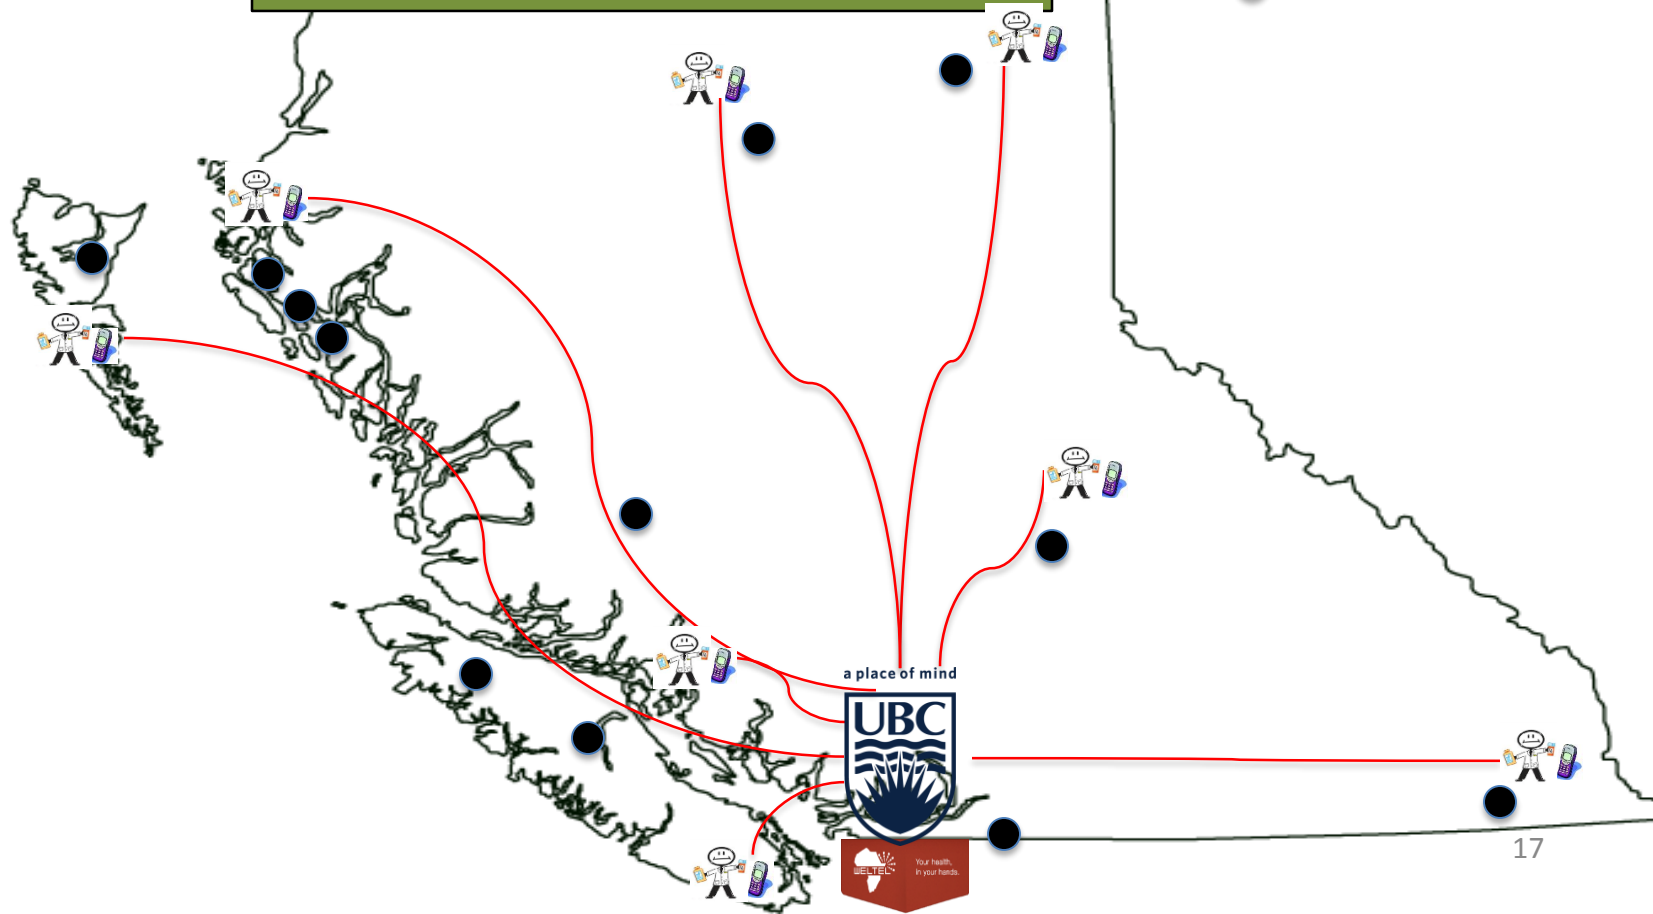 a place of mind
UBC
WELTEL
Your health,
in your hands.
17